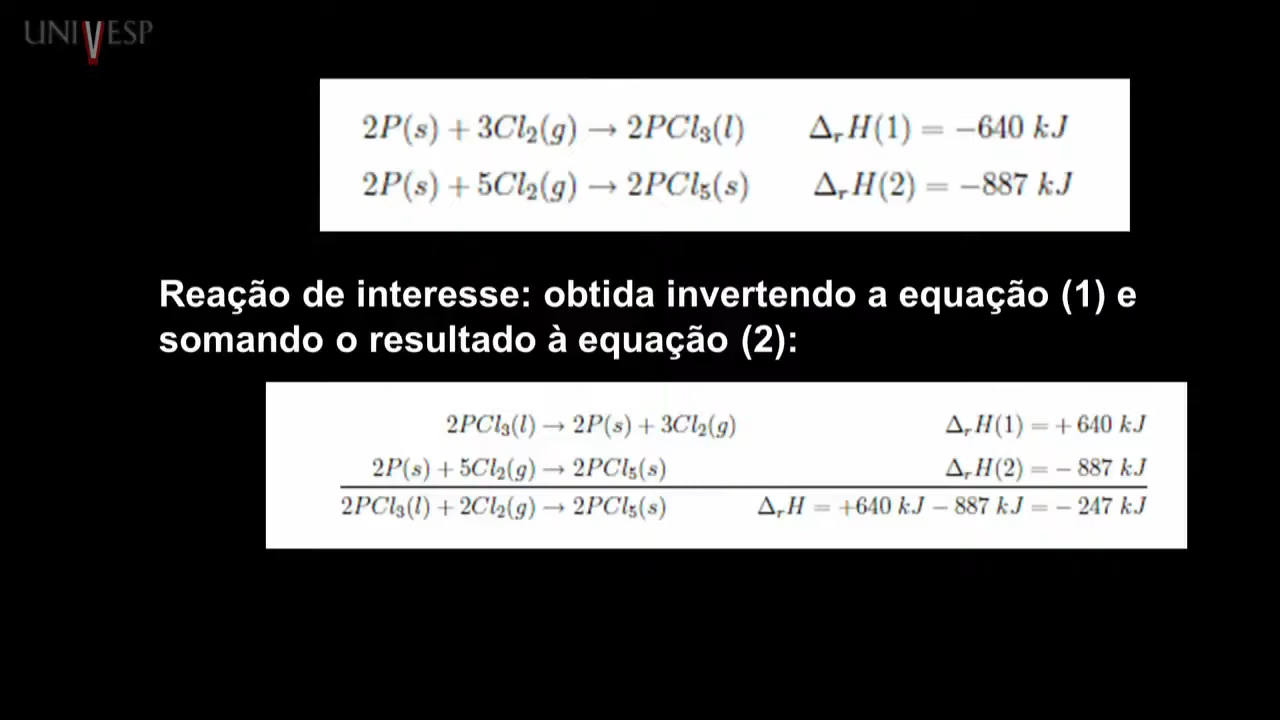 UNIVESP
2P(s) + 3Cl₂(g) → 2PCl₃(l) ΔᵣH(1) = −640 kJ
2P(s) + 5Cl₂(g) → 2PCl₅(s) ΔᵣH(2) = −887 kJ
Reação de interesse: obtida invertendo a equação (1) e
somando o resultado à equação (2):
2PCl₃(l) → 2P(s) + 3Cl₂(g) ΔᵣH(1) = + 640 kJ
2P(s) + 5Cl₂(g) → 2PCl₅(s) ΔᵣH(2) = − 887 kJ
2PCl₃(l) + 2Cl₂(g) → 2PCl₅(s) ΔᵣH = +640 kJ − 887 kJ = − 247 kJ